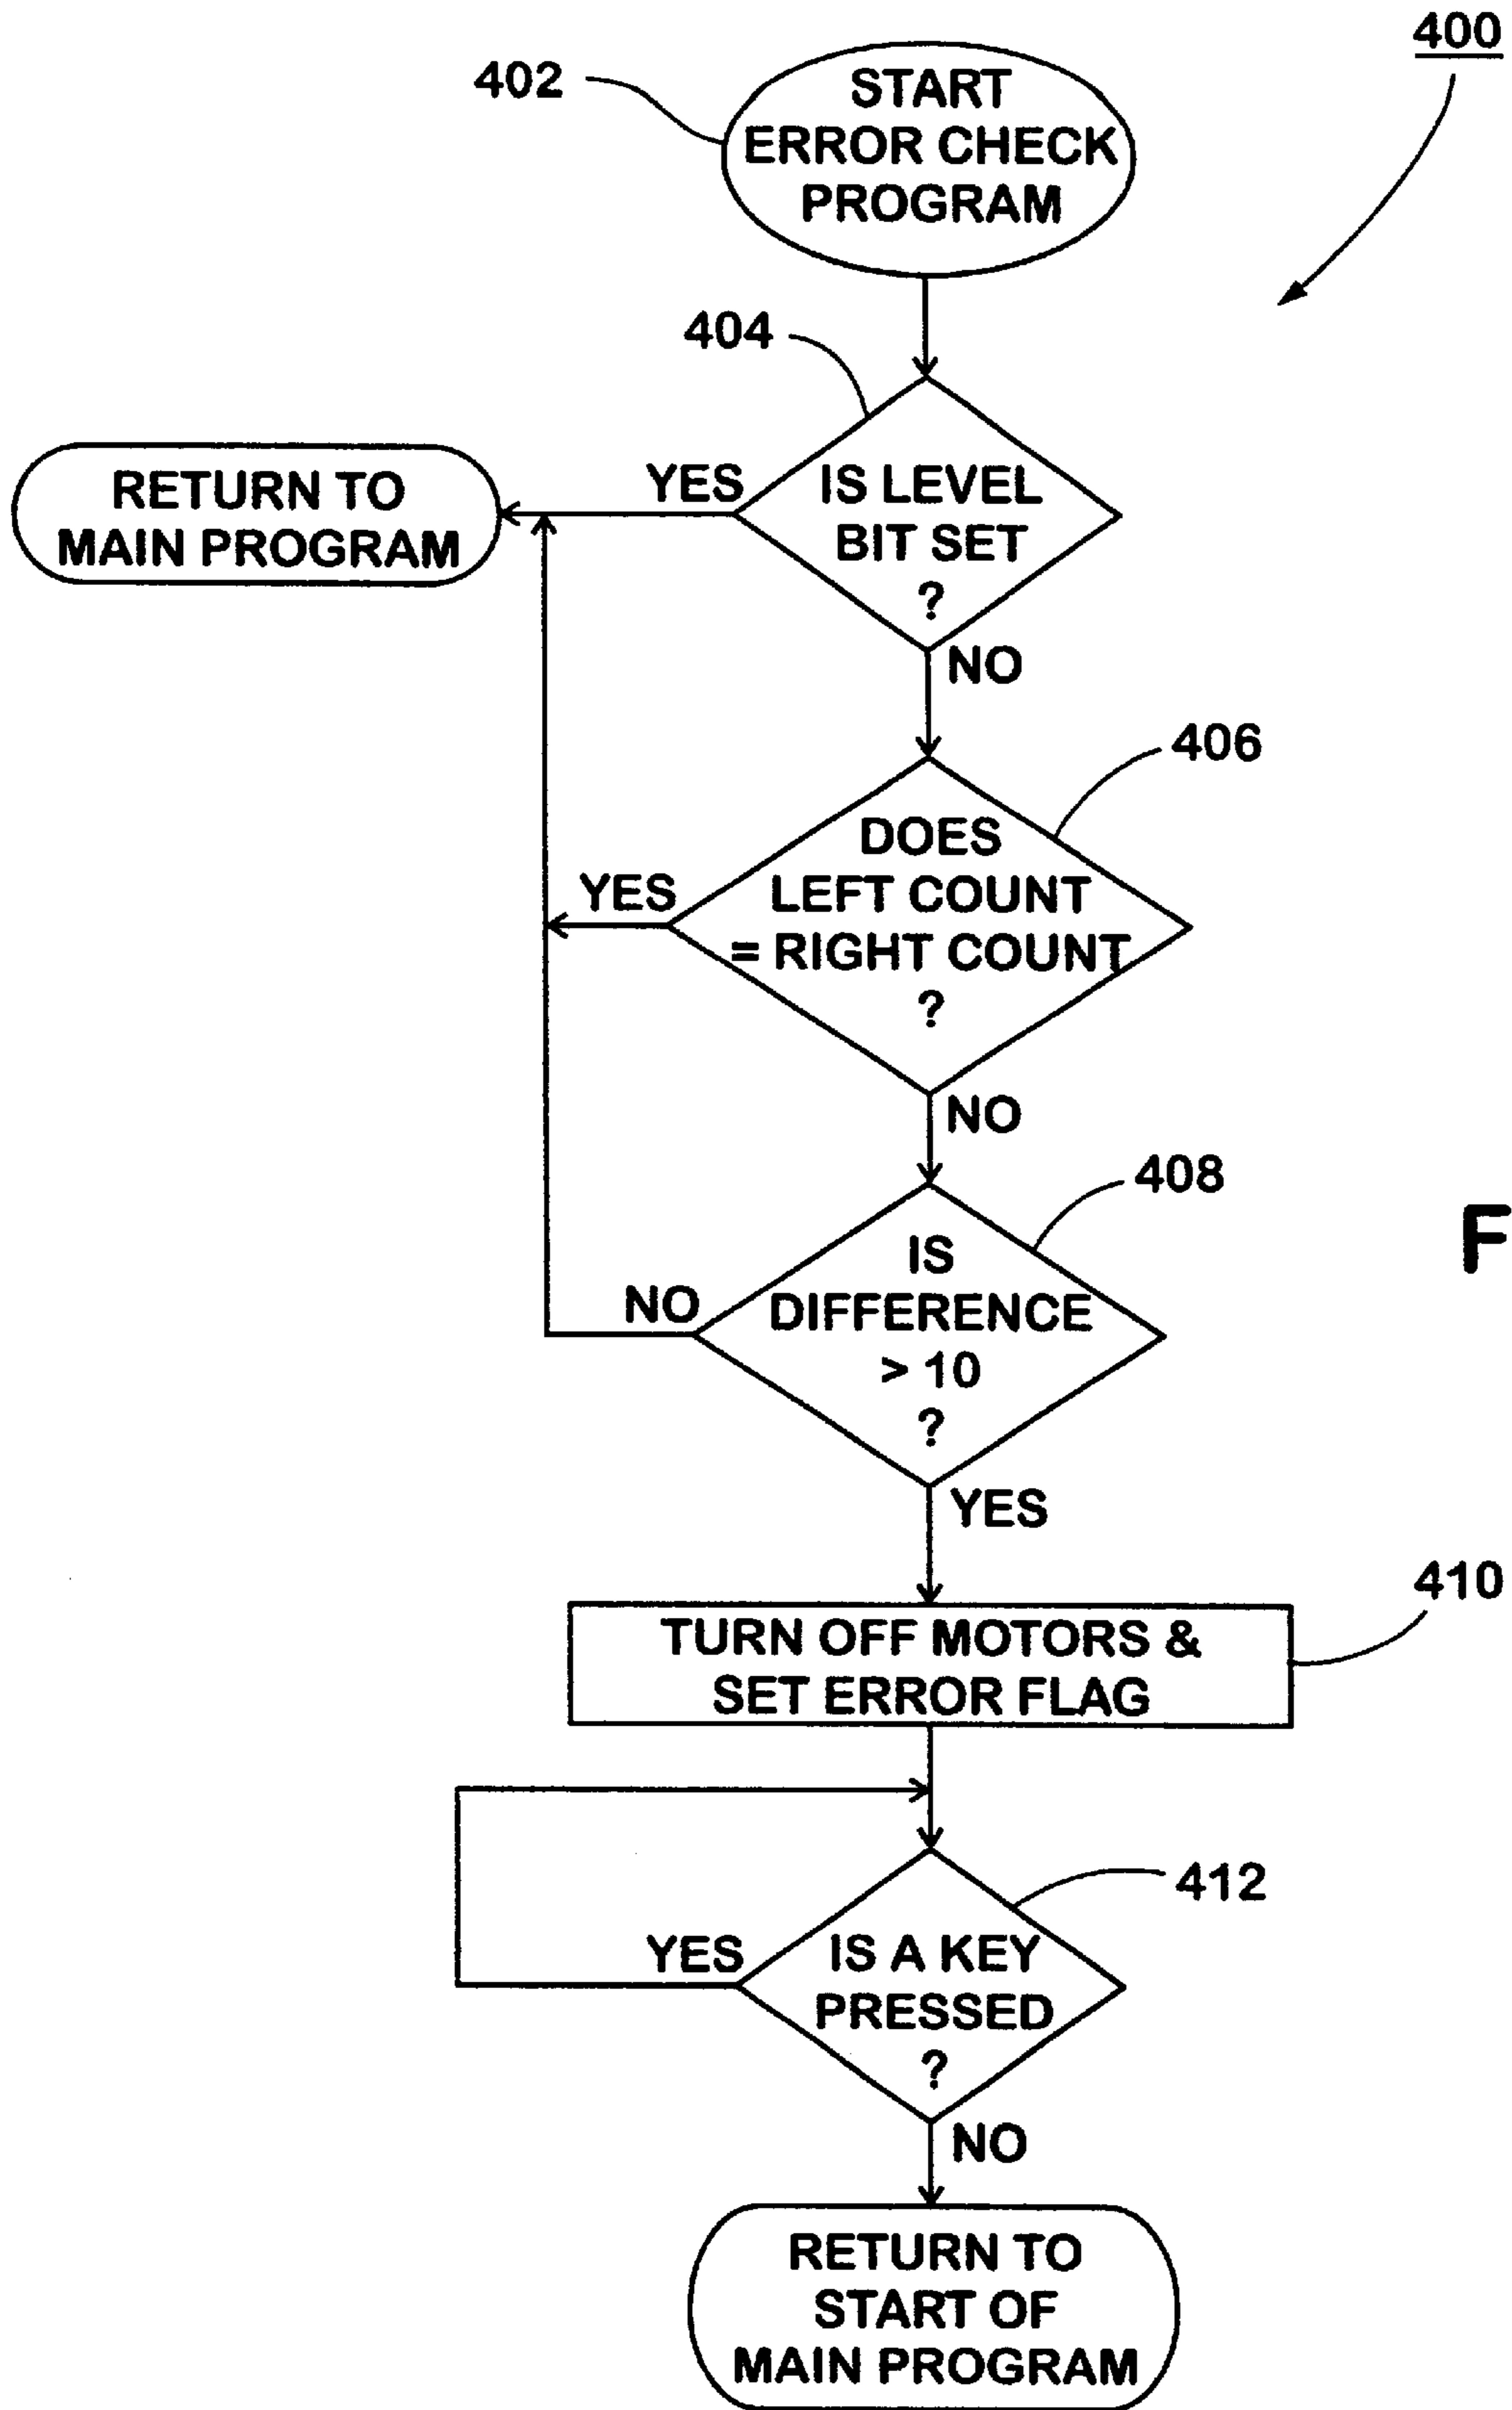 400
402
START
ERROR CHECK
PROGRAM
404
RETURN TO
MAIN PROGRAM
YES
IS LEVEL
BIT SET
?
NO
406
DOES
LEFT COUNT
= RIGHT COUNT
?
YES
NO
408
IS
DIFFERENCE
> 10
?
NO
F
YES
410
TURN OFF MOTORS &
SET ERROR FLAG
412
YES
IS A KEY
PRESSED
?
NO
RETURN TO
START OF
MAIN PROGRAM